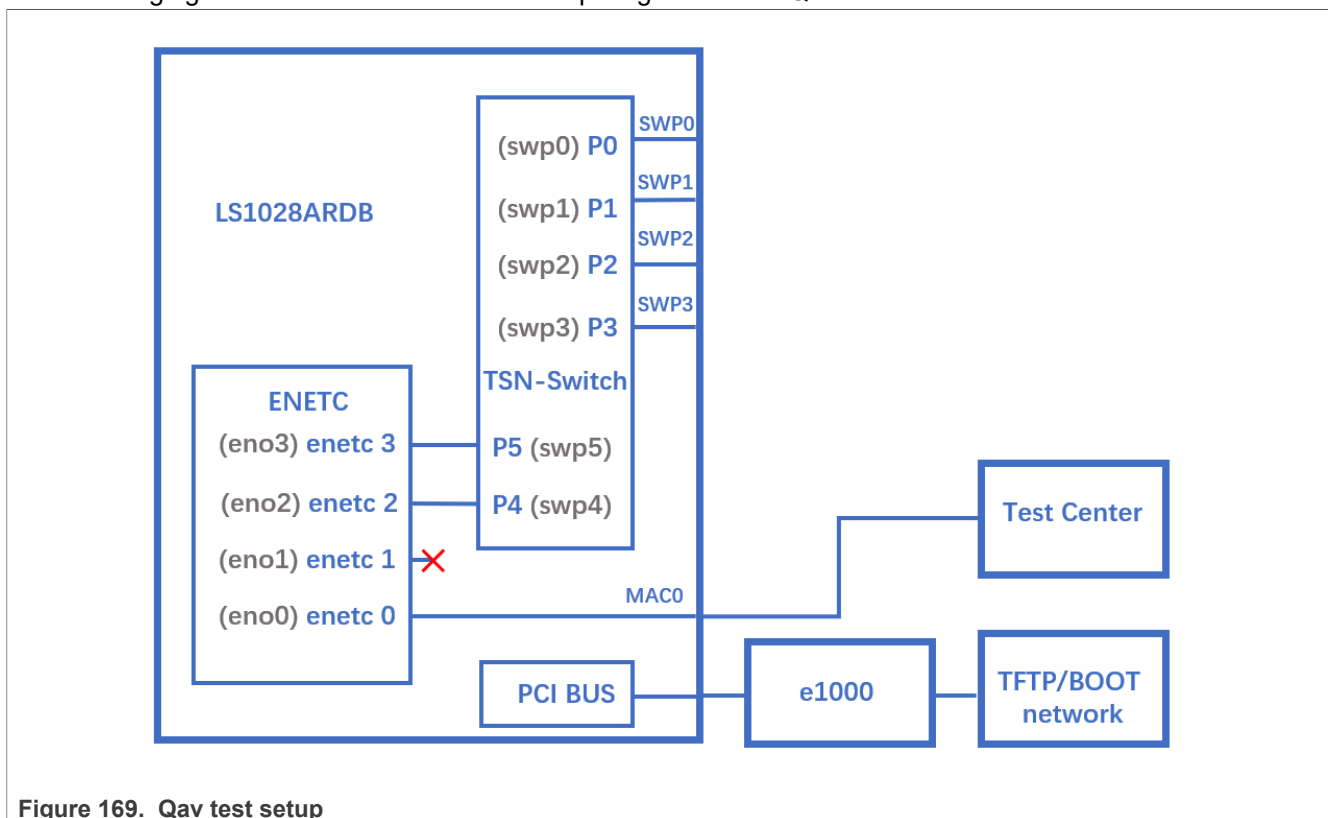 LS1028ARDB
(swp0) P0
SWP0
(swp1) P1
SWP1
(swp2) P2
SWP2
(swp3) P3
SWP3
TSN-Switch
P5 (swp5)
P4 (swp4)
ENETC
(eno3) enetc 3
(eno2) enetc 2
(eno1) enetc 1
(eno0) enetc 0
MAC0
Test Center
PCI BUS
e1000
TFTP/BOOT
network
Figure 169. Qav test setup